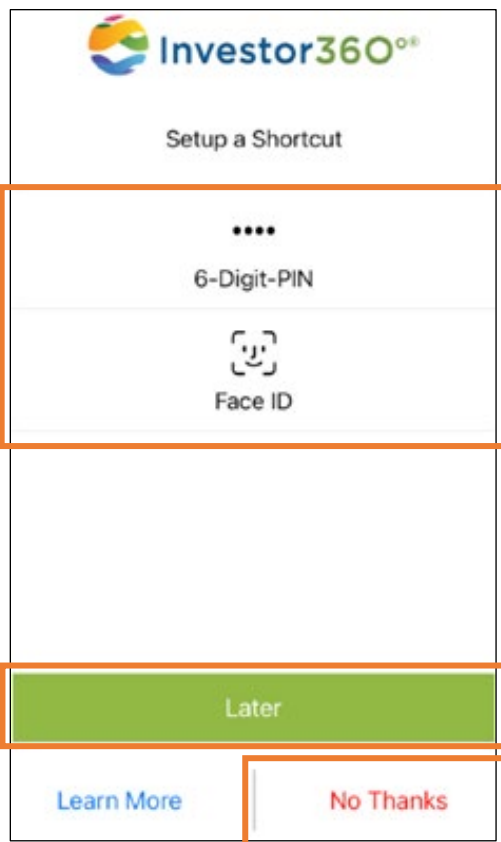 Investor360°®
Setup a Shortcut
6-Digit-PIN
Face ID
Later
Learn More
No Thanks